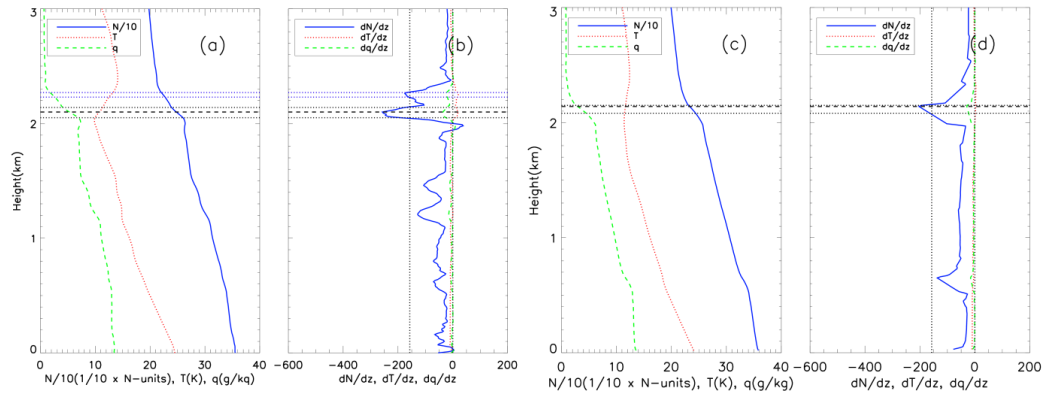 3
N/10
T
q
(a)
2
1
0
Height(km)
0 10 20 30 40
N/10(1/10 x N-units), T(K), q(g/kg)
dN/dz
dT/dz
dq/dz
(b)
-600 -400 -200 0 200
dN/dz, dT/dz, dq/dz
3
N/10
T
q
(c)
2
1
0
Height(km)
0 10 20 30 40
N/10(1/10 x N-units), T(K), q(g/kg)
dN/dz
dT/dz
dq/dz
(d)
-600 -400 -200 0 200
dN/dz, dT/dz, dq/dz